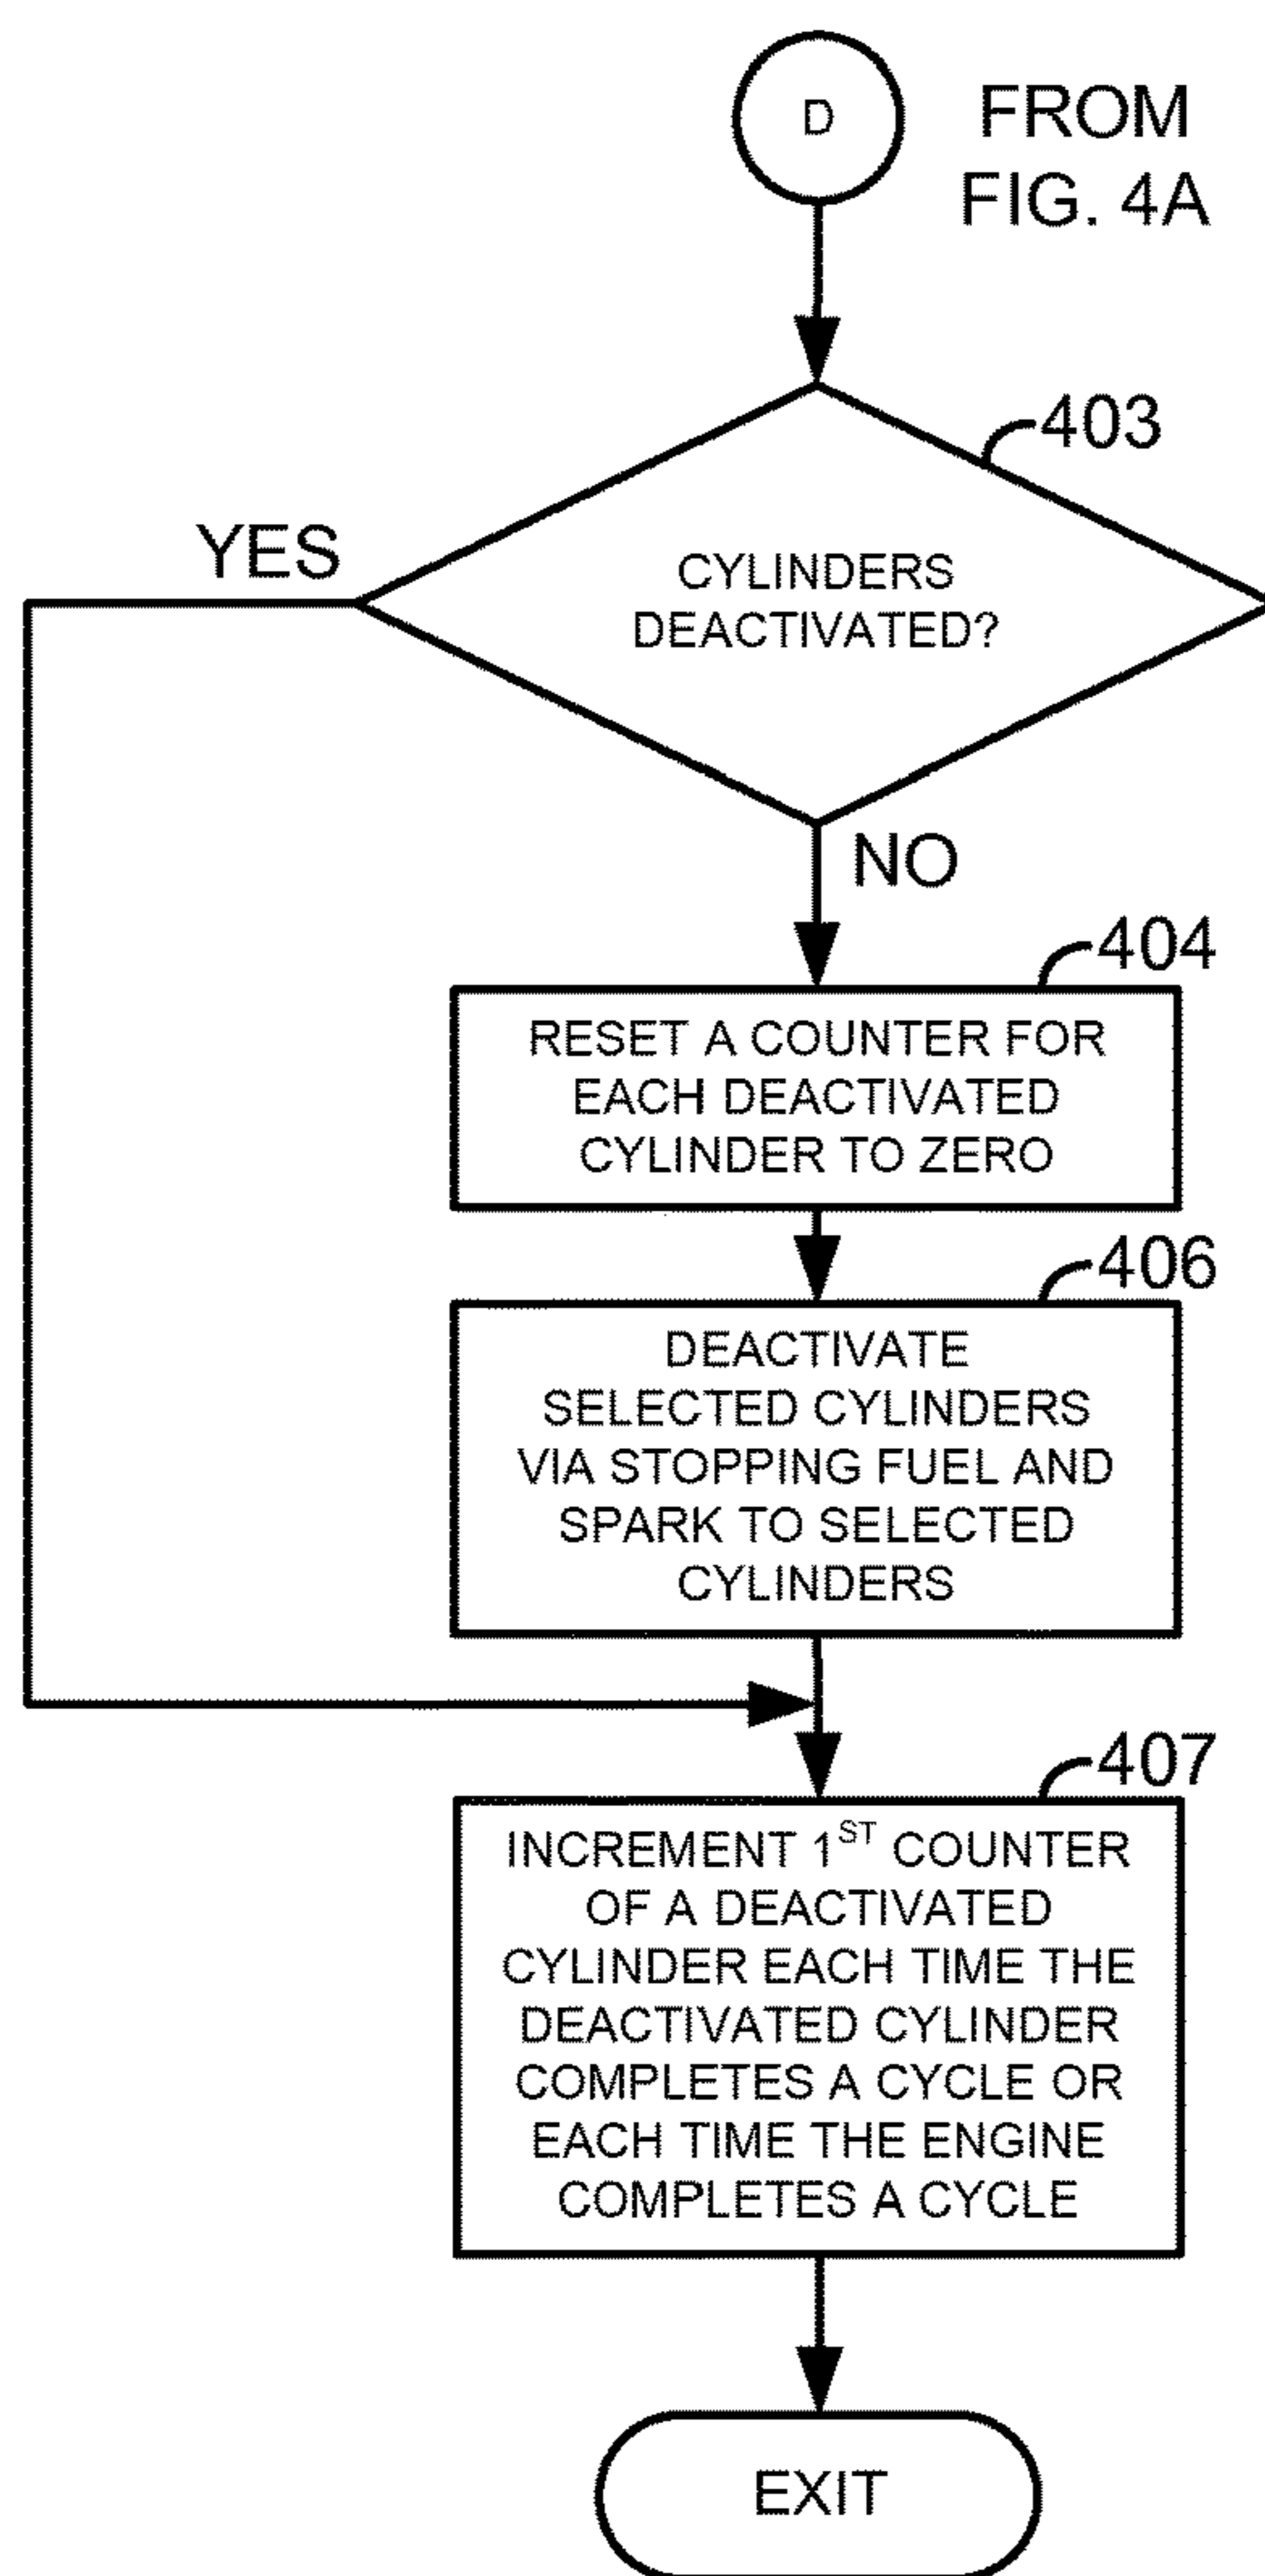 D
FROM
FIG. 4A
403
YES
CYLINDERS
DEACTIVATED?
NO
404
RESET A COUNTER FOR
EACH DEACTIVATED
CYLINDER TO ZERO
406
DEACTIVATE
SELECTED CYLINDERS
VIA STOPPING FUEL AND
SPARK TO SELECTED
CYLINDERS
407
INCREMENT 1ST COUNTER
OF A DEACTIVATED
CYLINDER EACH TIME THE
DEACTIVATED CYLINDER
COMPLETES A CYCLE OR
EACH TIME THE ENGINE
COMPLETES A CYCLE
EXIT